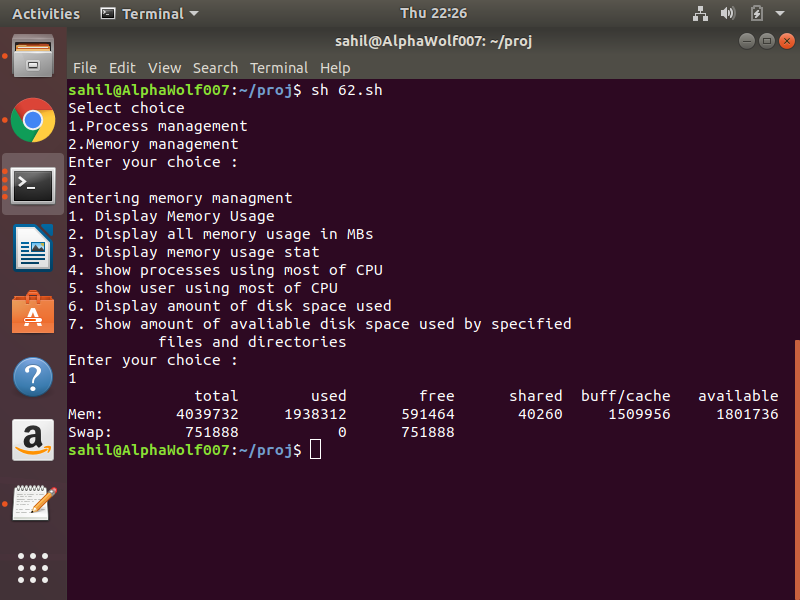 Activities Terminal Thu 22:26
sahil@AlphaWolf007: ~/proj
File Edit View Search Terminal Help
sahil@AlphaWolf007:~/proj$ sh 62.sh
Select choice
1.Process management
2.Memory management
Enter your choice :
2
entering memory managment
1. Display Memory Usage
2. Display all memory usage in MBs
3. Display memory usage stat
4. show processes using most of CPU
5. show user using most of CPU
6. Display amount of disk space used
7. Show amount of avaliable disk space used by specified
files and directories
Enter your choice :
1
total used free shared buff/cache available
Mem: 4039732 1938312 591464 40260 1509956 1801736
Swap: 751888 0 751888
sahil@AlphaWolf007:~/proj$